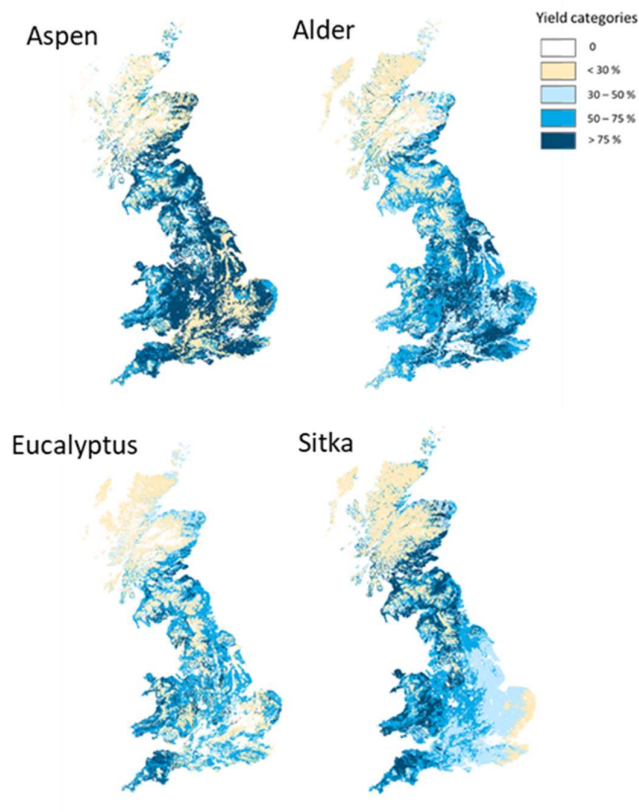 Aspen
Alder
Yield categories
0
< 30 %
30 – 50 %
50 – 75 %
> 75 %
Eucalyptus
Sitka